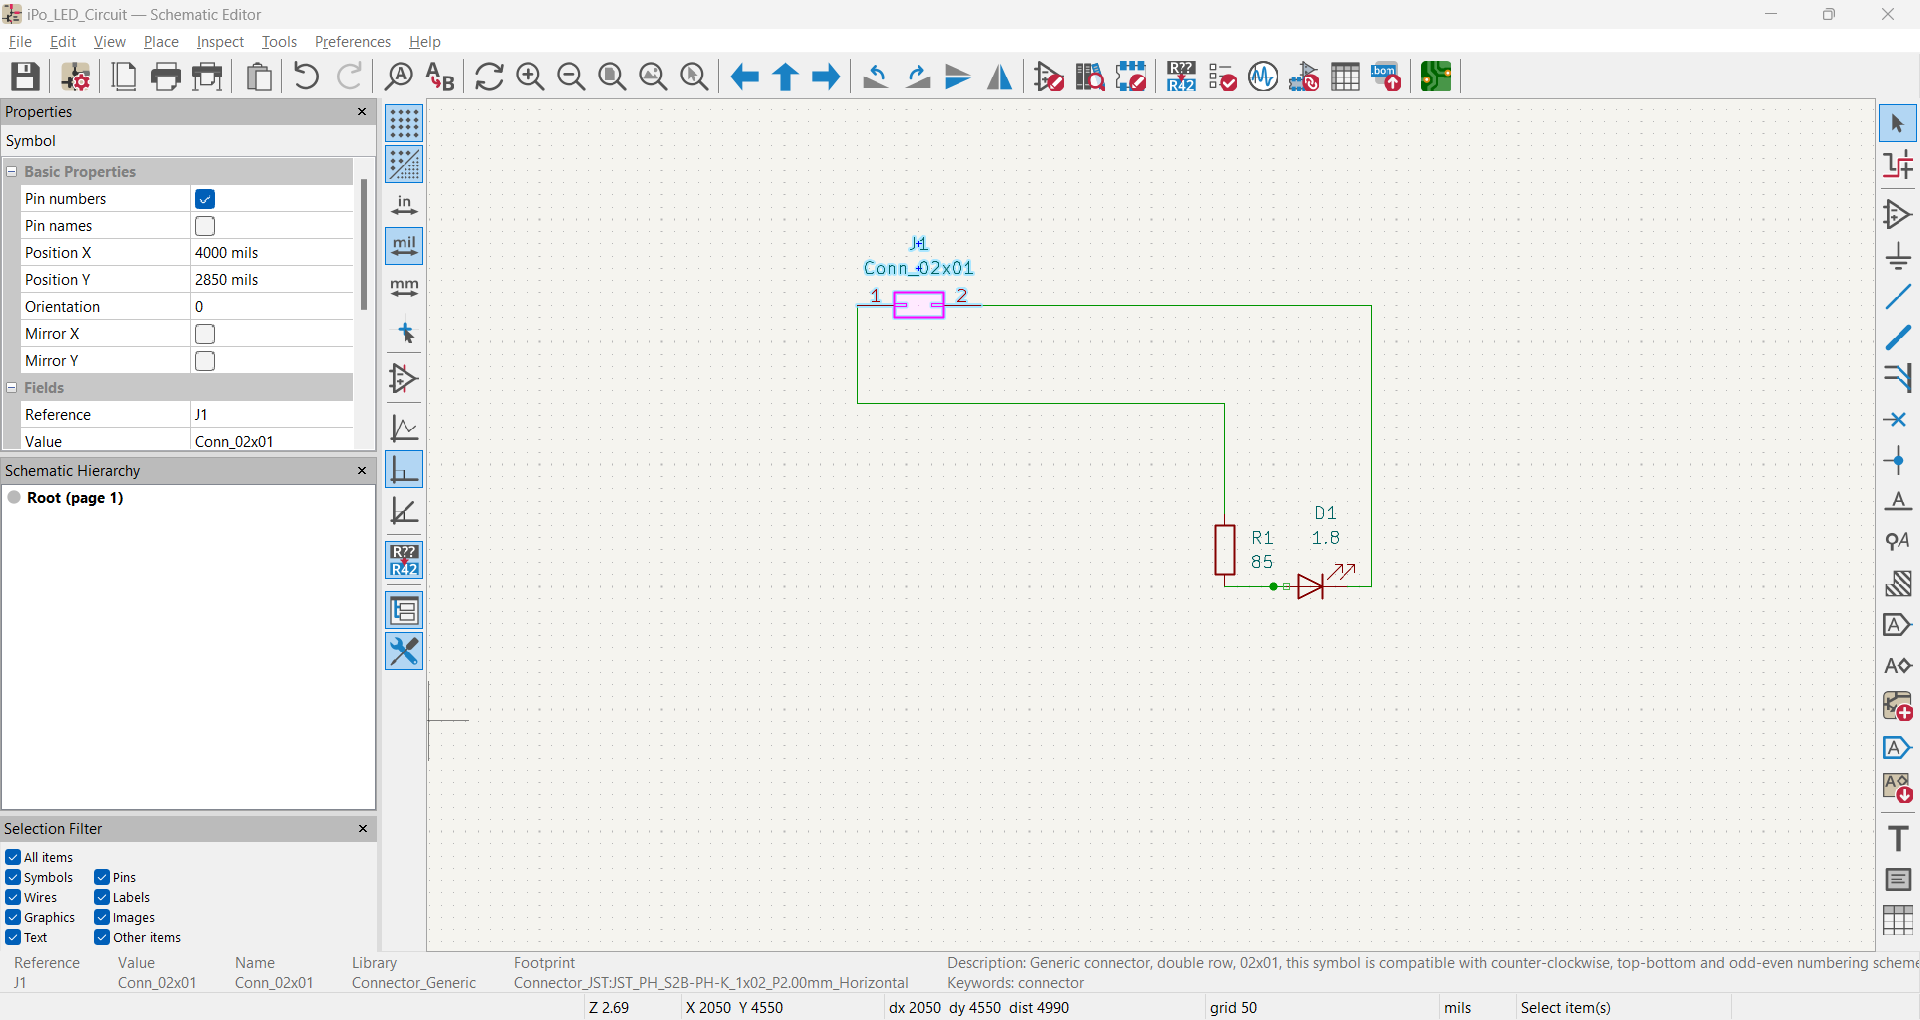 iPo_LED_Circuit — Schematic Editor
File Edit View Place Inspect Tools Preferences Help
A
A
B
R??
R42
.bom
Properties
Symbol
Basic Properties
Pin numbers
Pin names
Position X 4000 mils
Position Y 2850 mils
Orientation 0
Mirror X
Mirror Y
Fields
Reference J1
Value Conn_02x01
Schematic Hierarchy
Root (page 1)
Selection Filter
All items
Symbols Pins
Wires Labels
Graphics Images
Text Other items
in
mil
mm
R??
R42
J1
Conn_02x01
1 2
D1
R1 1.8
85
A
A
A
A
A
A
T
Reference Value Name Library Footprint Description: Generic connector, double row, 02x01, this symbol is compatible with counter-clockwise, top-bottom and odd-even numbering scheme
J1 Conn_02x01 Conn_02x01 Connector_Generic Connector_JST:JST_PH_S2B-PH-K_1x02_P2.00mm_Horizontal Keywords: connector
Z 2.69 X 2050 Y 4550 dx 2050 dy 4550 dist 4990 grid 50 mils Select item(s)